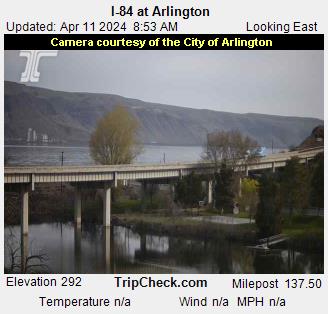 I-84 at Arlington
Updated: Apr 11 2024 8:53 AM Looking East
Camera courtesy of the City of Arlington
Elevation 292 TripCheck.com Milepost 137.50
Temperature n/a Wind n/a MPH n/a